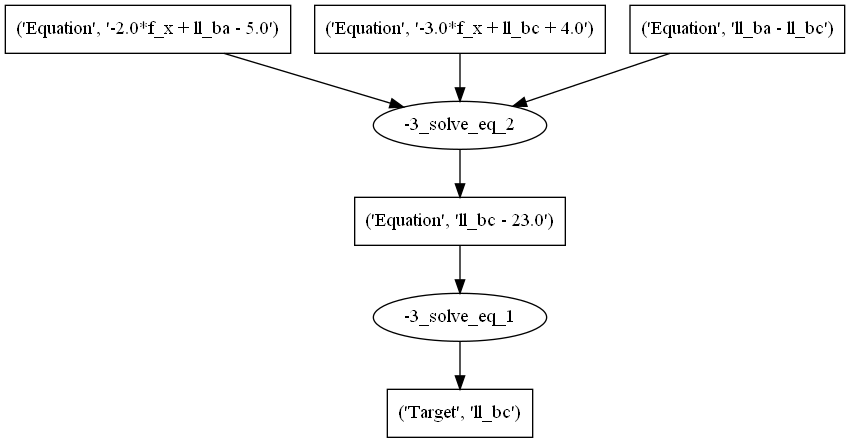 ('Equation', '-2.0*f_x + ll_ba - 5.0')
('Equation', '-3.0*f_x + ll_bc + 4.0')
('Equation', 'll_ba - ll_bc')
-3_solve_eq_2
('Equation', 'll_bc - 23.0')
-3_solve_eq_1
('Target', 'll_bc')